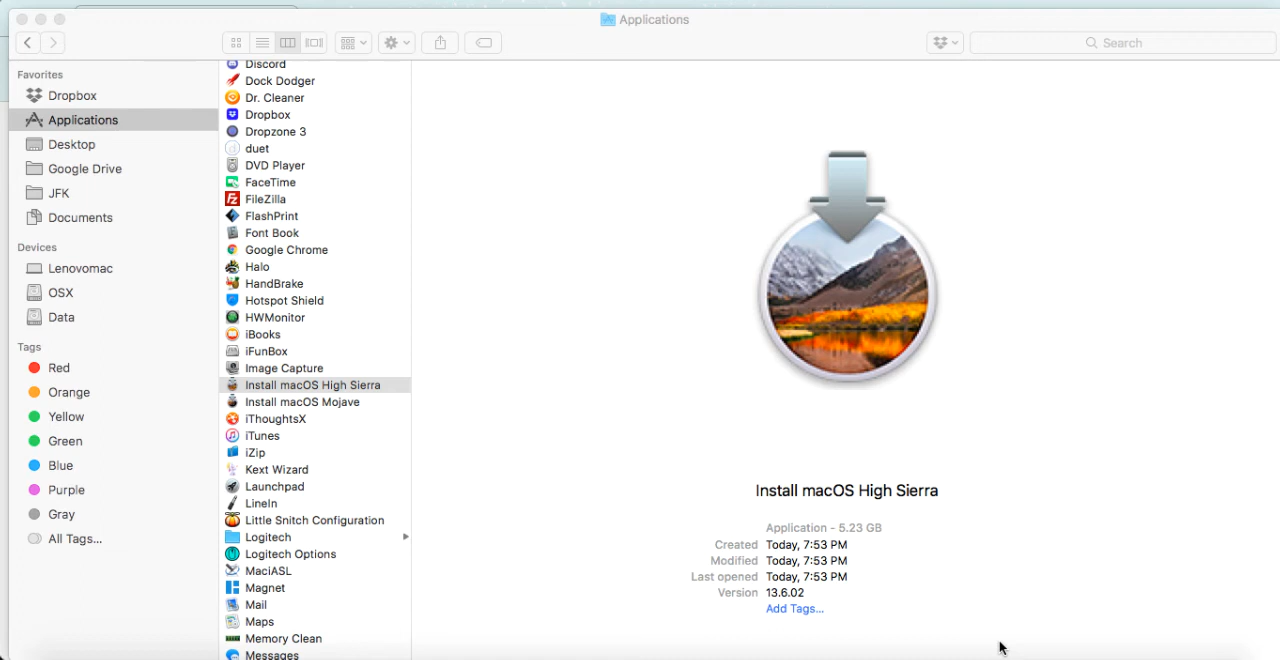 Applications
Search
Favorites
Dropbox
Applications
Desktop
Google Drive
JFK
Documents
Devices
Lenovomac
OSX
Data
Tags
Red
Orange
Yellow
Green
Blue
Purple
Gray
All Tags...
Discord
Dock Dodger
Dr. Cleaner
Dropbox
Dropzone 3
duet
DVD Player
FaceTime
FileZilla
FlashPrint
Font Book
Google Chrome
Halo
HandBrake
Hotspot Shield
HWMonitor
iBooks
iFunBox
Image Capture
Install macOS High Sierra
Install macOS Mojave
iThoughtsX
iTunes
iZip
Kext Wizard
Launchpad
LineIn
Little Snitch Configuration
Logitech
Logitech Options
MaciASL
Magnet
Mail
Maps
Memory Clean
Messages
Install macOS High Sierra
Application - 5.23 GB
Created Today, 7:53 PM
Modified Today, 7:53 PM
Last opened Today, 7:53 PM
Version 13.6.02
Add Tags...